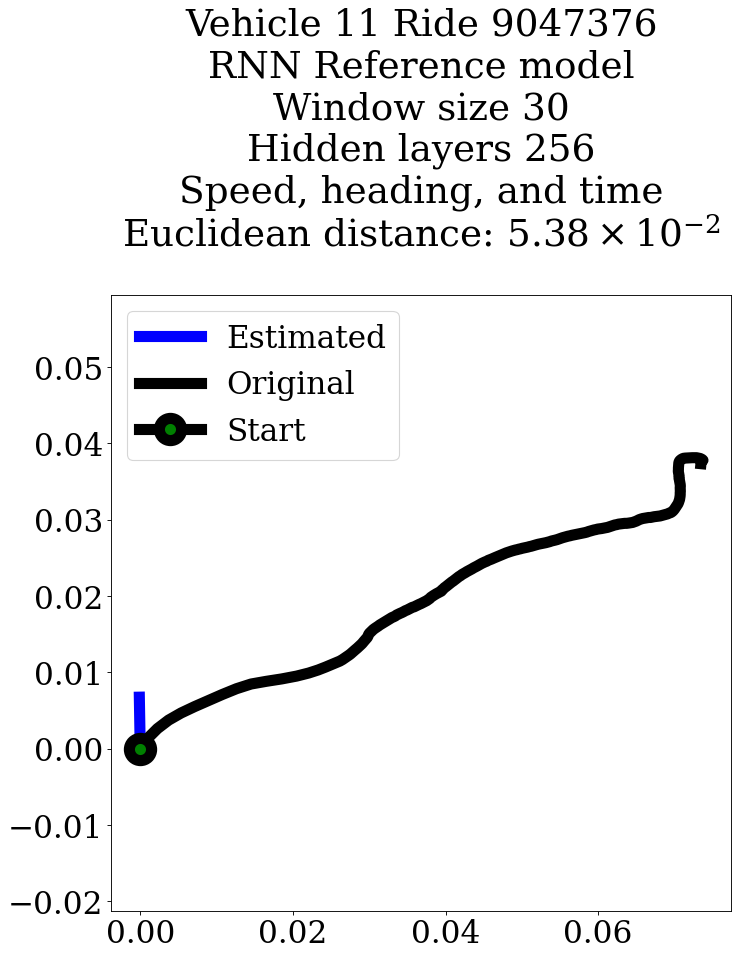 Vehicle 11 Ride 9047376
RNN Reference model
Window size 30
Hidden layers 256
Speed, heading, and time
Euclidean distance: 5.38 × 10⁻²
Estimated
Original
Start
0.05
0.04
0.03
0.02
0.01
0.00
−0.01
−0.02
0.00 0.02 0.04 0.06